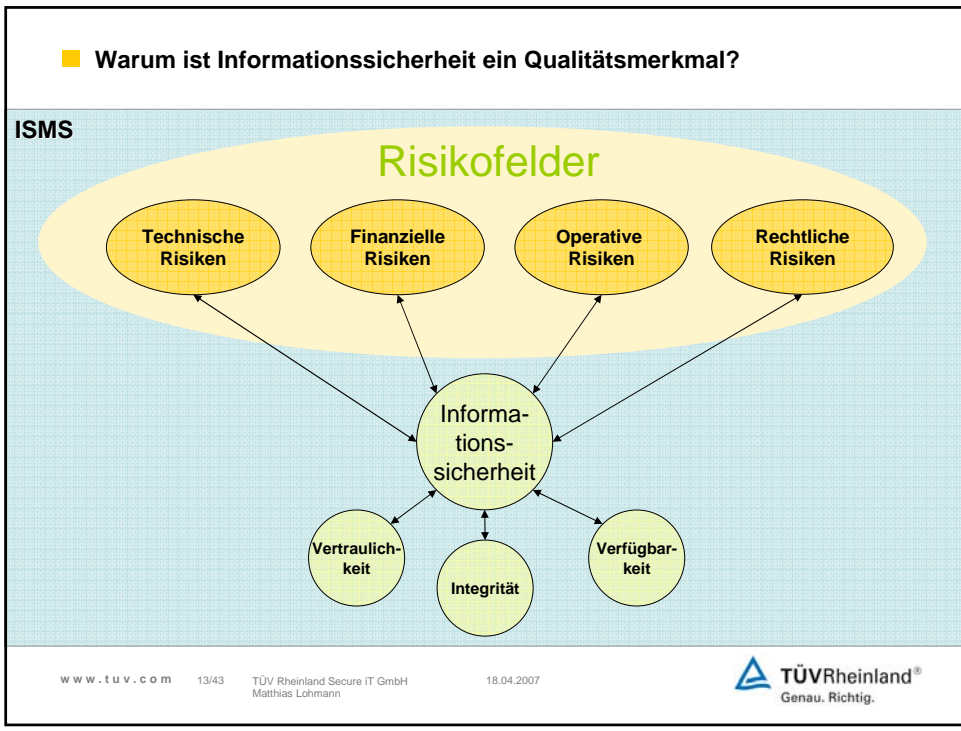 Warum ist Informationssicherheit ein Qualitätsmerkmal?
ISMS
Risikofelder
Technische
Risiken
Finanzielle
Risiken
Operative
Risiken
Rechtliche
Risiken
Informa-
tions-
sicherheit
Vertraulich-
keit
Integrität
Verfügbar-
keit
www.tuv.com
13/43
TÜV Rheinland Secure iT GmbH
Matthias Lohmann
18.04.2007
TÜVRheinland®
Genau. Richtig.